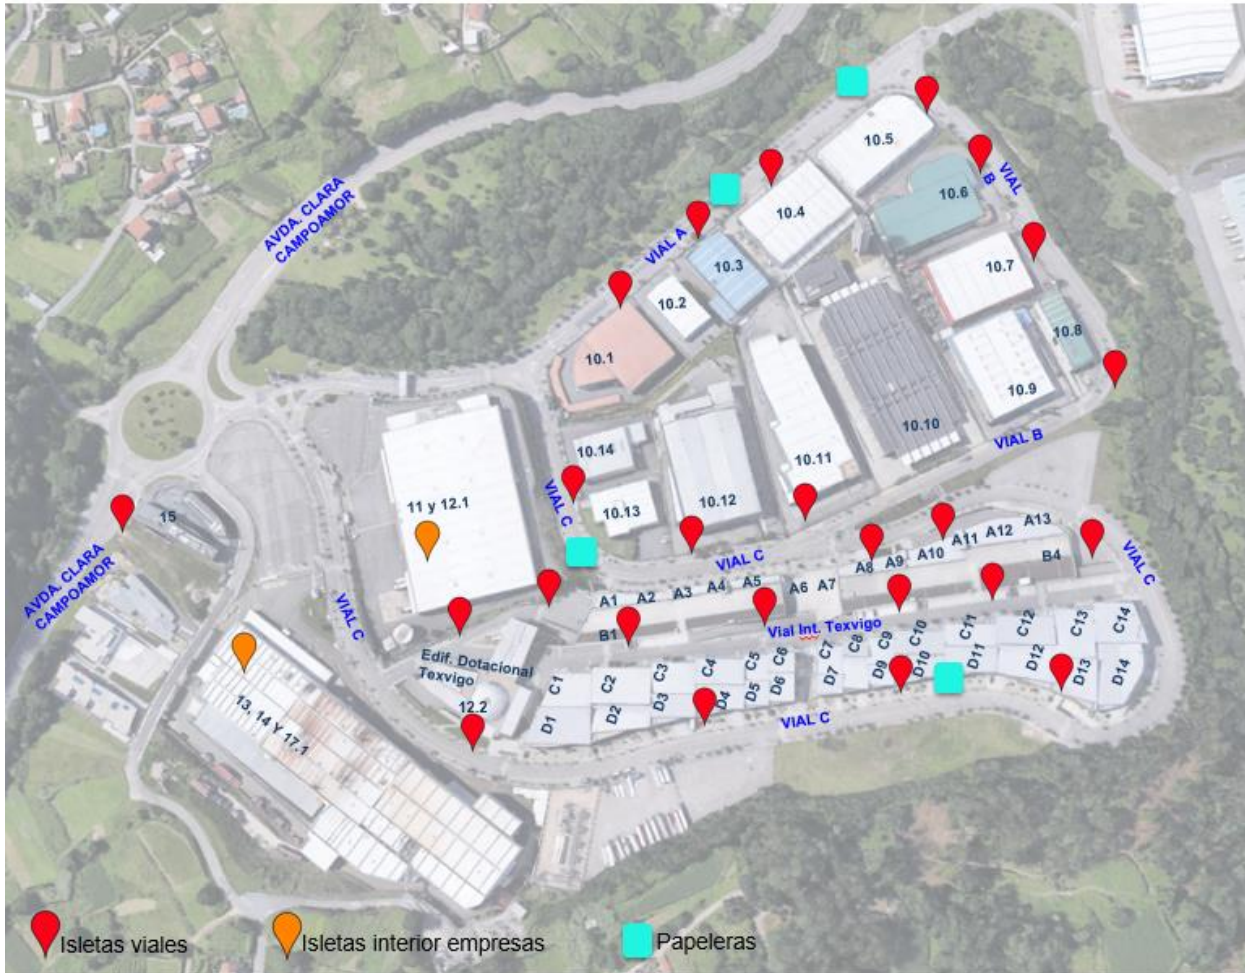 10.5
VIAL
B
10.6
AVDA. CLARA
CAMPOAMOR
10.4
VIAL A
10.3
10.7
10.2
10.8
10.1
10.9
10.10
VIAL B
10.14
10.11
11 y 12.1
10.12
10.13
VIAL C
15
A13
A12
A11
A10
A9
A8
B4
VIAL C
VIAL C
A7
A6
A5
A4
A3
A2
A1
B1
AVDA. CLARA
CAMPOAMOR
VIAL C
Vial Int. Texvigo
Edif. Dotacional
Texvigo
12.2
C1
C2
C3
C4
C5
C6
C7
C8
C9
C10
C11
C12
C13
C14
D1
D2
D3
D4
D5
D6
D7
D9
D10
D11
D12
D13
D14
VIAL C
13, 14 Y 17.1
Isletas viales
Isletas interior empresas
Papeleras